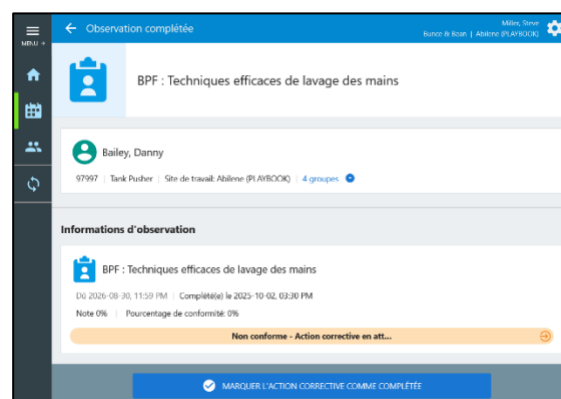 Miller, Steve
MENU
Observation complétée
Bunce & Bean | Abilene (PLAYBOOK)
BPF : Techniques efficaces de lavage des mains
Bailey, Danny
97997 | Tank Pusher | Site de travail: Abilene (PLAYBOOK) | 4 groupes
Informations d'observation
BPF : Techniques efficaces de lavage des mains
Dû 2026-08-30, 11:59 PM | Complété(e) le 2025-10-02, 03:30 PM
Note 0% | Pourcentage de conformité: 0%
Non conforme - Action corrective en att...
MARQUER L'ACTION CORRECTIVE COMME COMPLÉTÉE